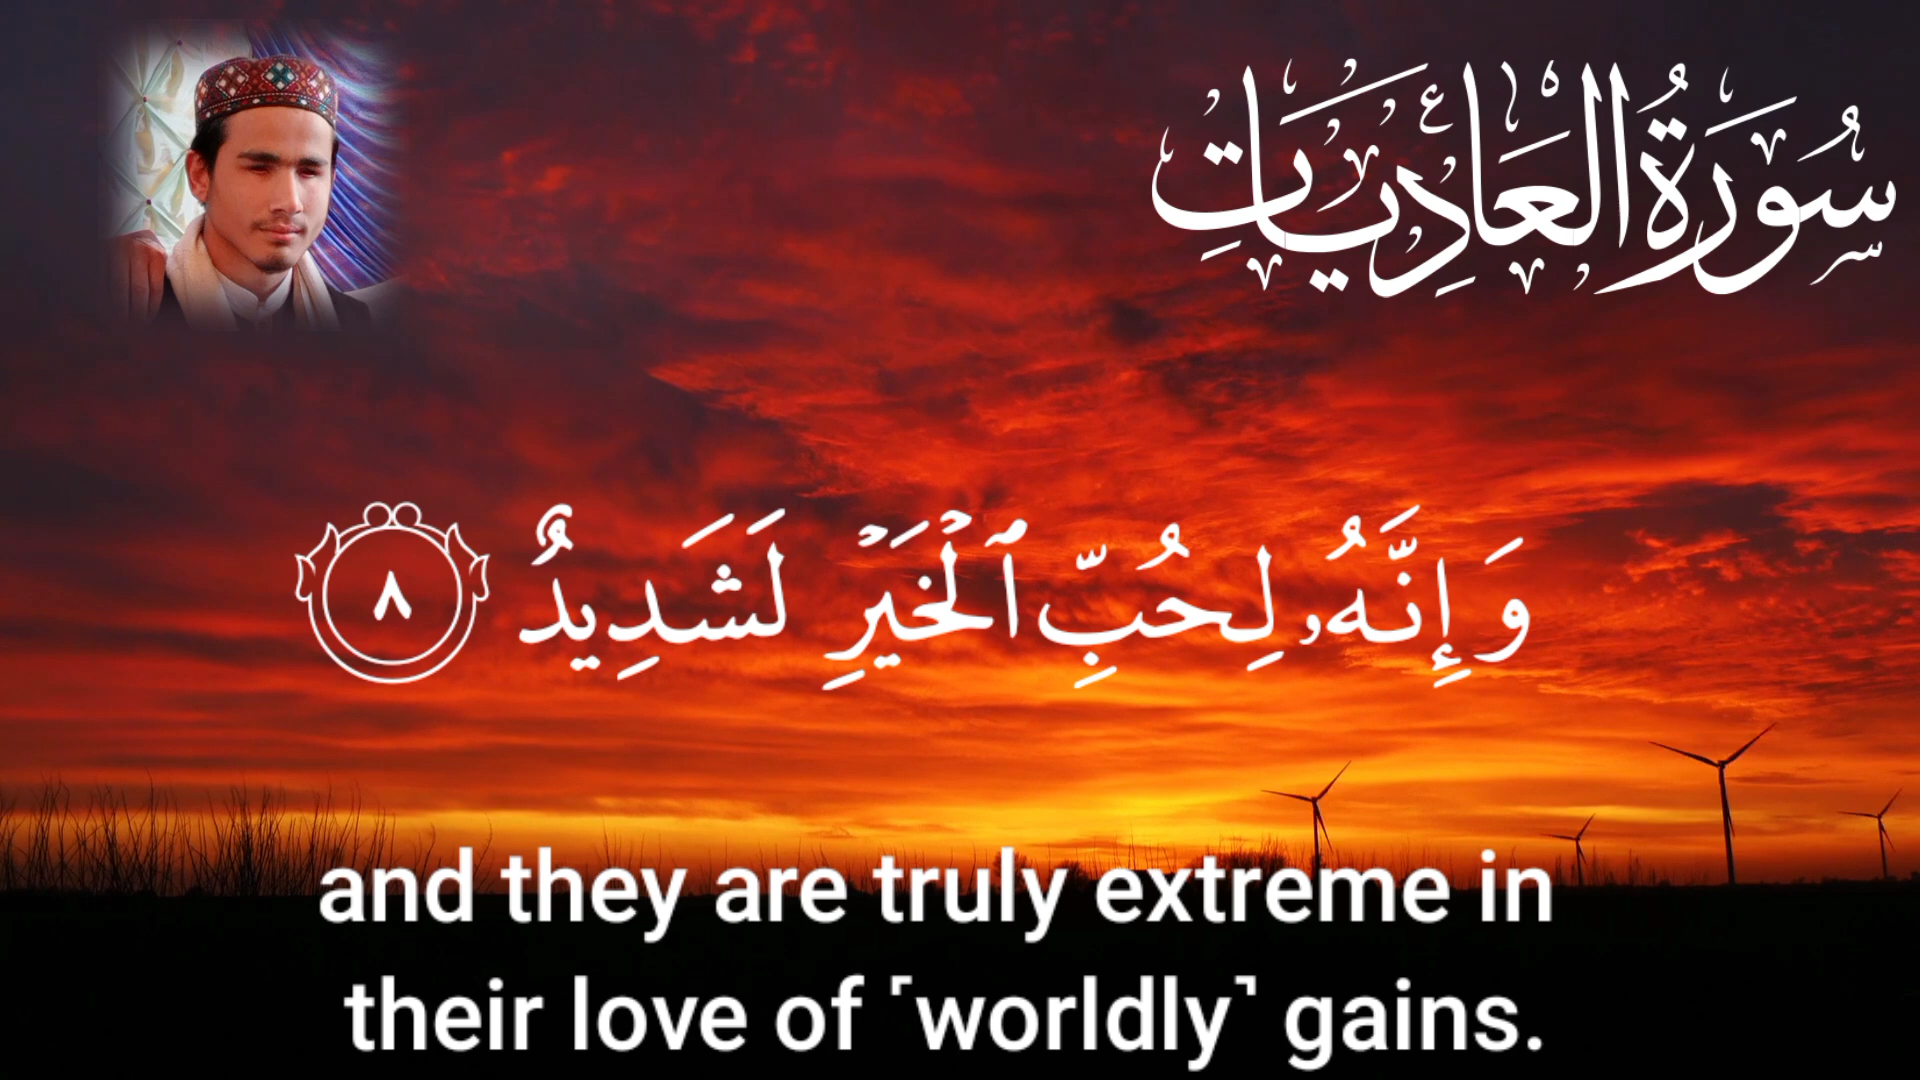 سُورَةُ العَادِيَاتِ
وَإِنَّهُۥ لِحُبِّ ٱلْخَيْرِ لَشَدِيدٌ ٨
and they are truly extreme in
their love of ˹worldly˺ gains.